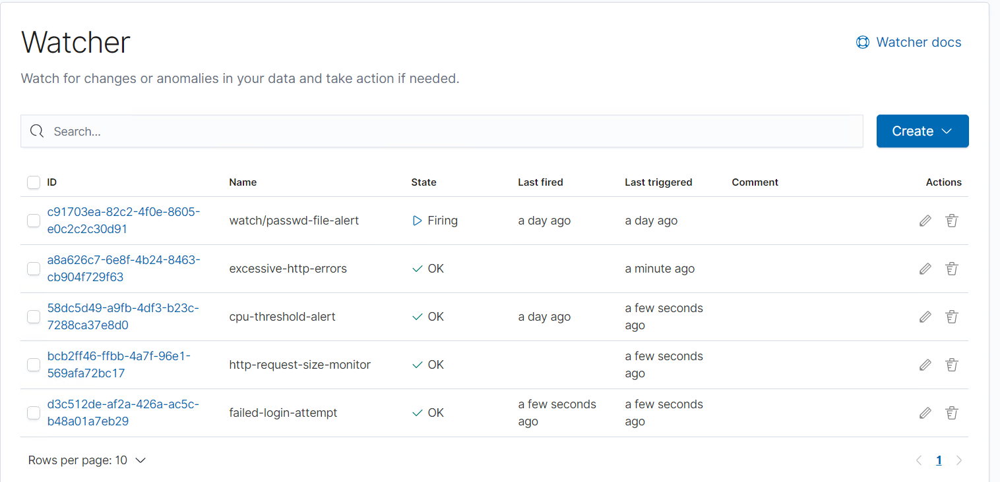 Watcher
Watcher docs
Watch for changes or anomalies in your data and take action if needed.
Search...
Create
ID Name State Last fired Last triggered Comment Actions
c91703ea-82c2-4f0e-8605-
e0c2c2c30d91
watch/passwd-file-alert Firing a day ago a day ago
a8a626c7-6e8f-4b24-8463-
cb904f729f63
excessive-http-errors OK a minute ago
58dc5d49-a9fb-4df3-b23c-
7288ca37e8d0
cpu-threshold-alert OK a day ago a few seconds
ago
bcb2ff46-ffbb-4a7f-96e1-
569afa72bc17
http-request-size-monitor OK a few seconds
ago
d3c512de-af2a-426a-ac5c-
b48a01a7eb29
failed-login-attempt OK a few seconds
ago
a few seconds
ago
Rows per page: 10
1